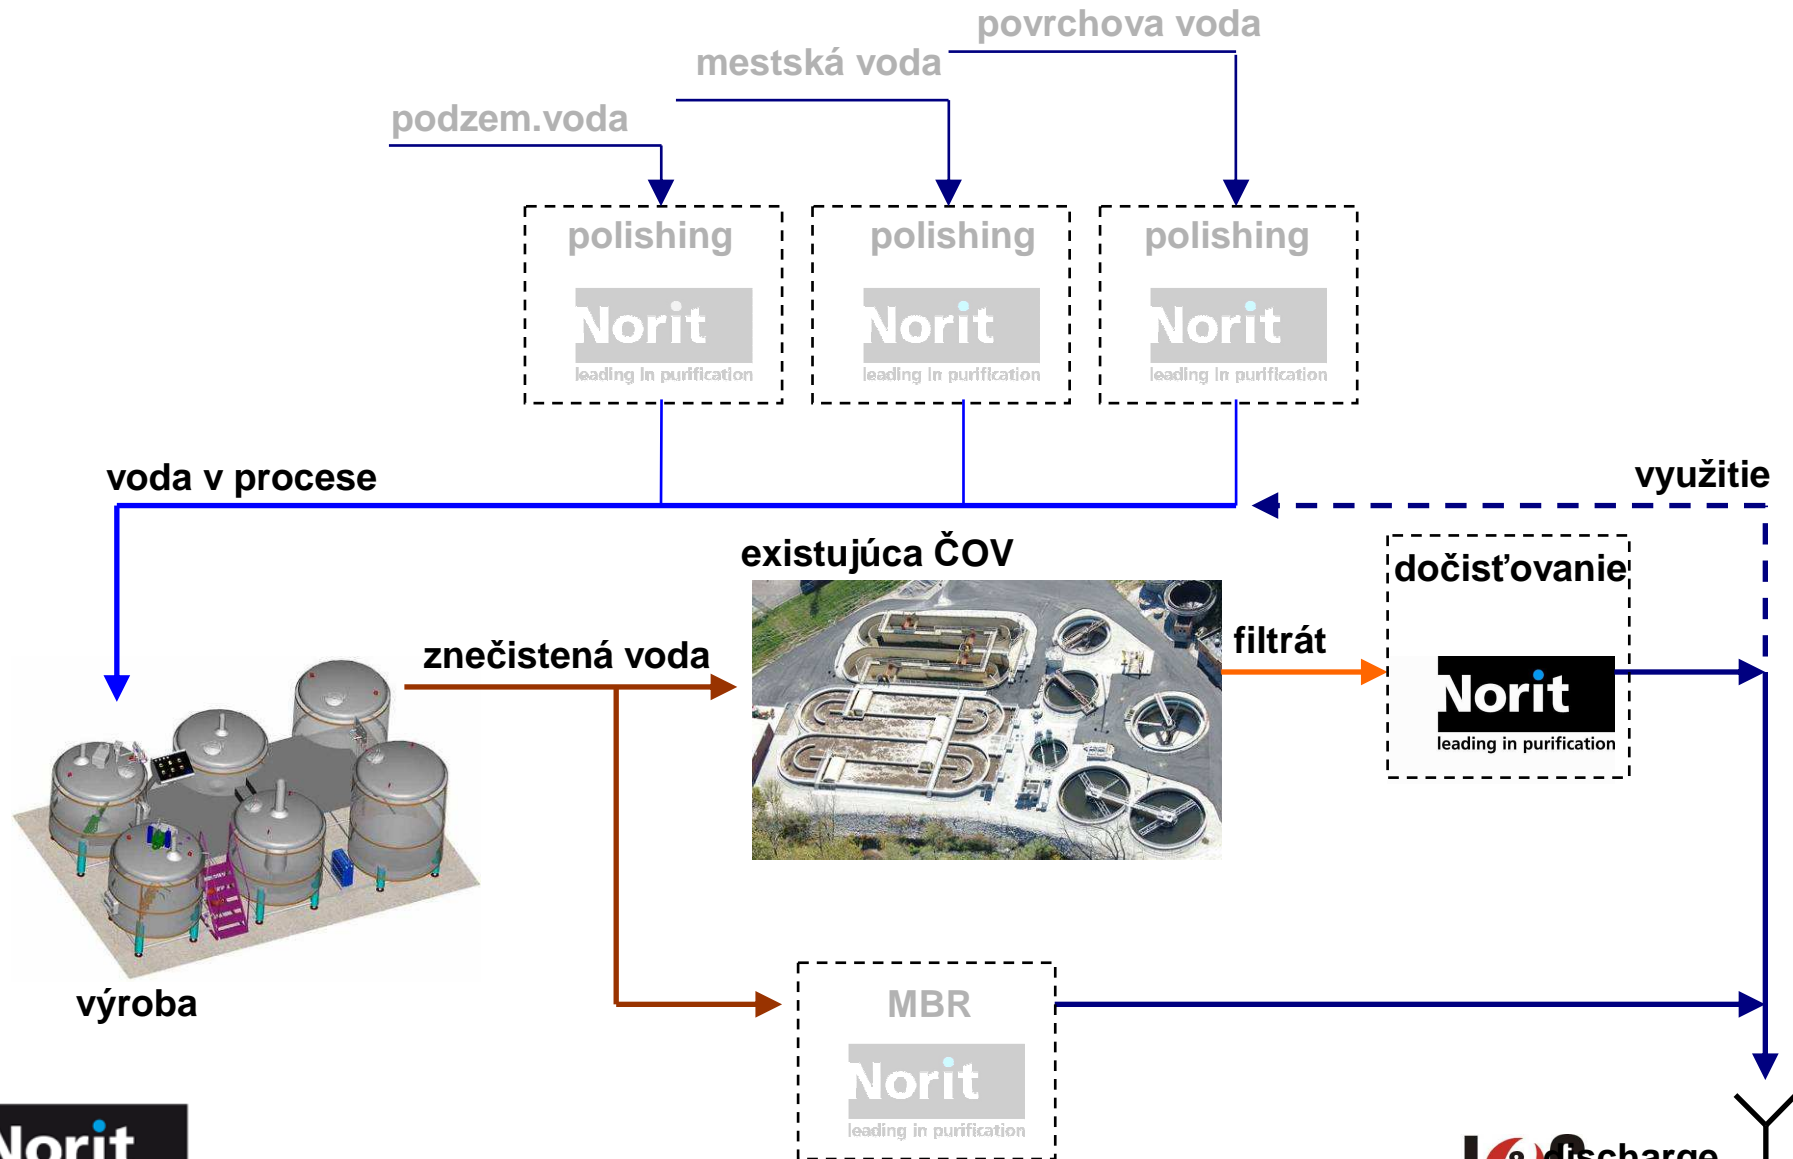 povrchova voda
mestská voda
podzem.voda
polishing
polishing
polishing
Norit
leading in purification
Norit
leading in purification
Norit
leading in purification
voda v procese
využitie
existujúca ČOV
dočisťovanie
znečistená voda
filtrát
Norit
leading in purification
výroba
MBR
Norit
leading in purification
Norit
discharge